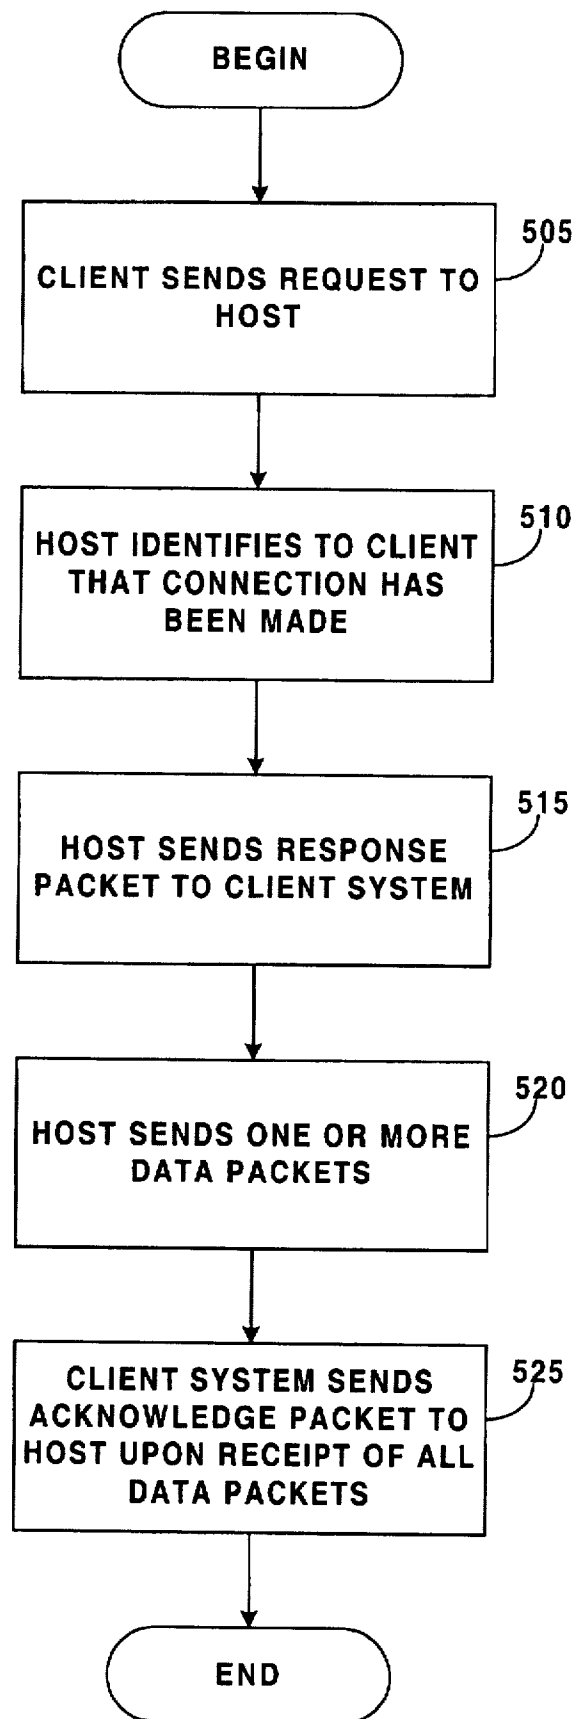 BEGIN
505
CLIENT SENDS REQUEST TO
HOST
510
HOST IDENTIFIES TO CLIENT
THAT CONNECTION HAS
BEEN MADE
515
HOST SENDS RESPONSE
PACKET TO CLIENT SYSTEM
520
HOST SENDS ONE OR MORE
DATA PACKETS
525
CLIENT SYSTEM SENDS
ACKNOWLEDGE PACKET TO
HOST UPON RECEIPT OF ALL
DATA PACKETS
END